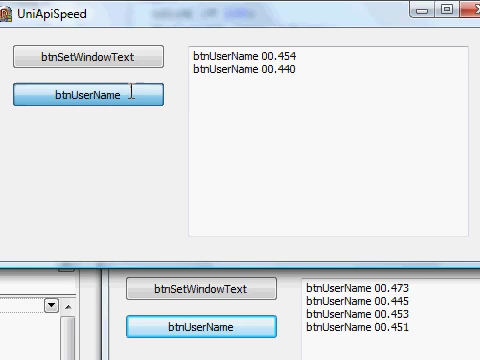 UniApiSpeed
btnSetWindowText
btnUserName
btnUserName 00.454
btnUserName 00.440
btnSetWindowText
btnUserName
btnUserName 00.473
btnUserName 00.445
btnUserName 00.453
btnUserName 00.451